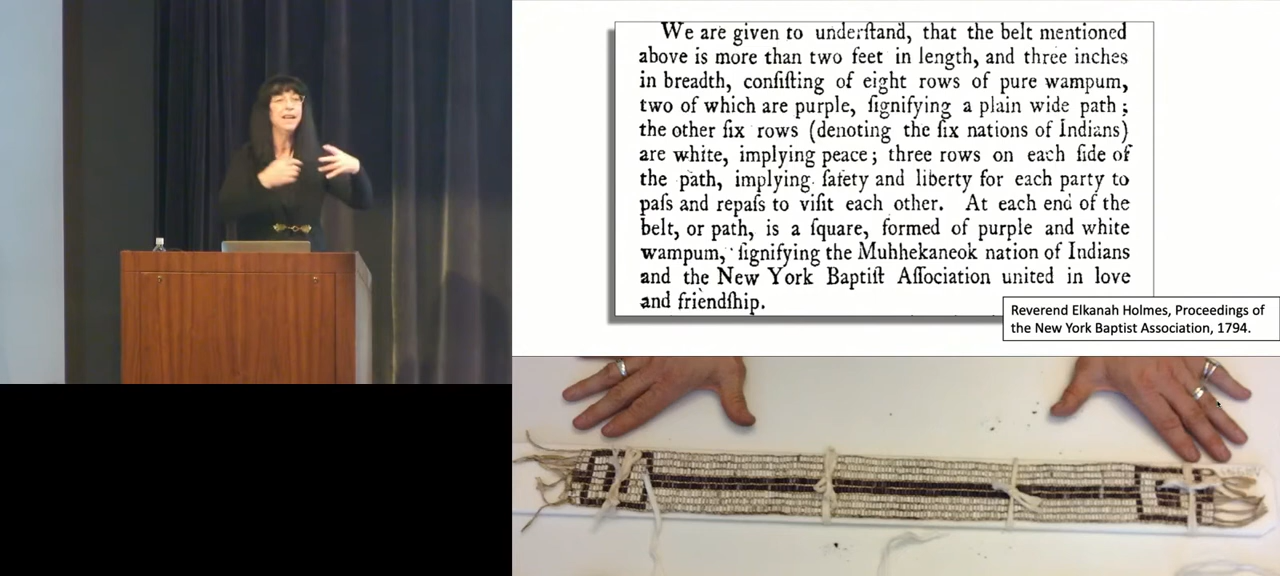 We are given to underſtand, that the belt mentioned
above is more than two feet in length, and three inches
in breadth, conſiſting of eight rows of pure wampum,
two of which are purple, ſignifying a plain wide path ;
the other ſix rows (denoting the ſix nations of Indians)
are white, implying peace ; three rows on each ſide of
the path, implying ſafety and liberty for each party to
paſs and repaſs to viſit each other. At each end of the
belt, or path, is a ſquare, formed of purple and white
wampum, ſignifying the Muhhekaneok nation of Indians
and the New York Baptiſt Aſſociation united in love
and friendſhip.
Reverend Elkanah Holmes, Proceedings of
the New York Baptist Association, 1794.